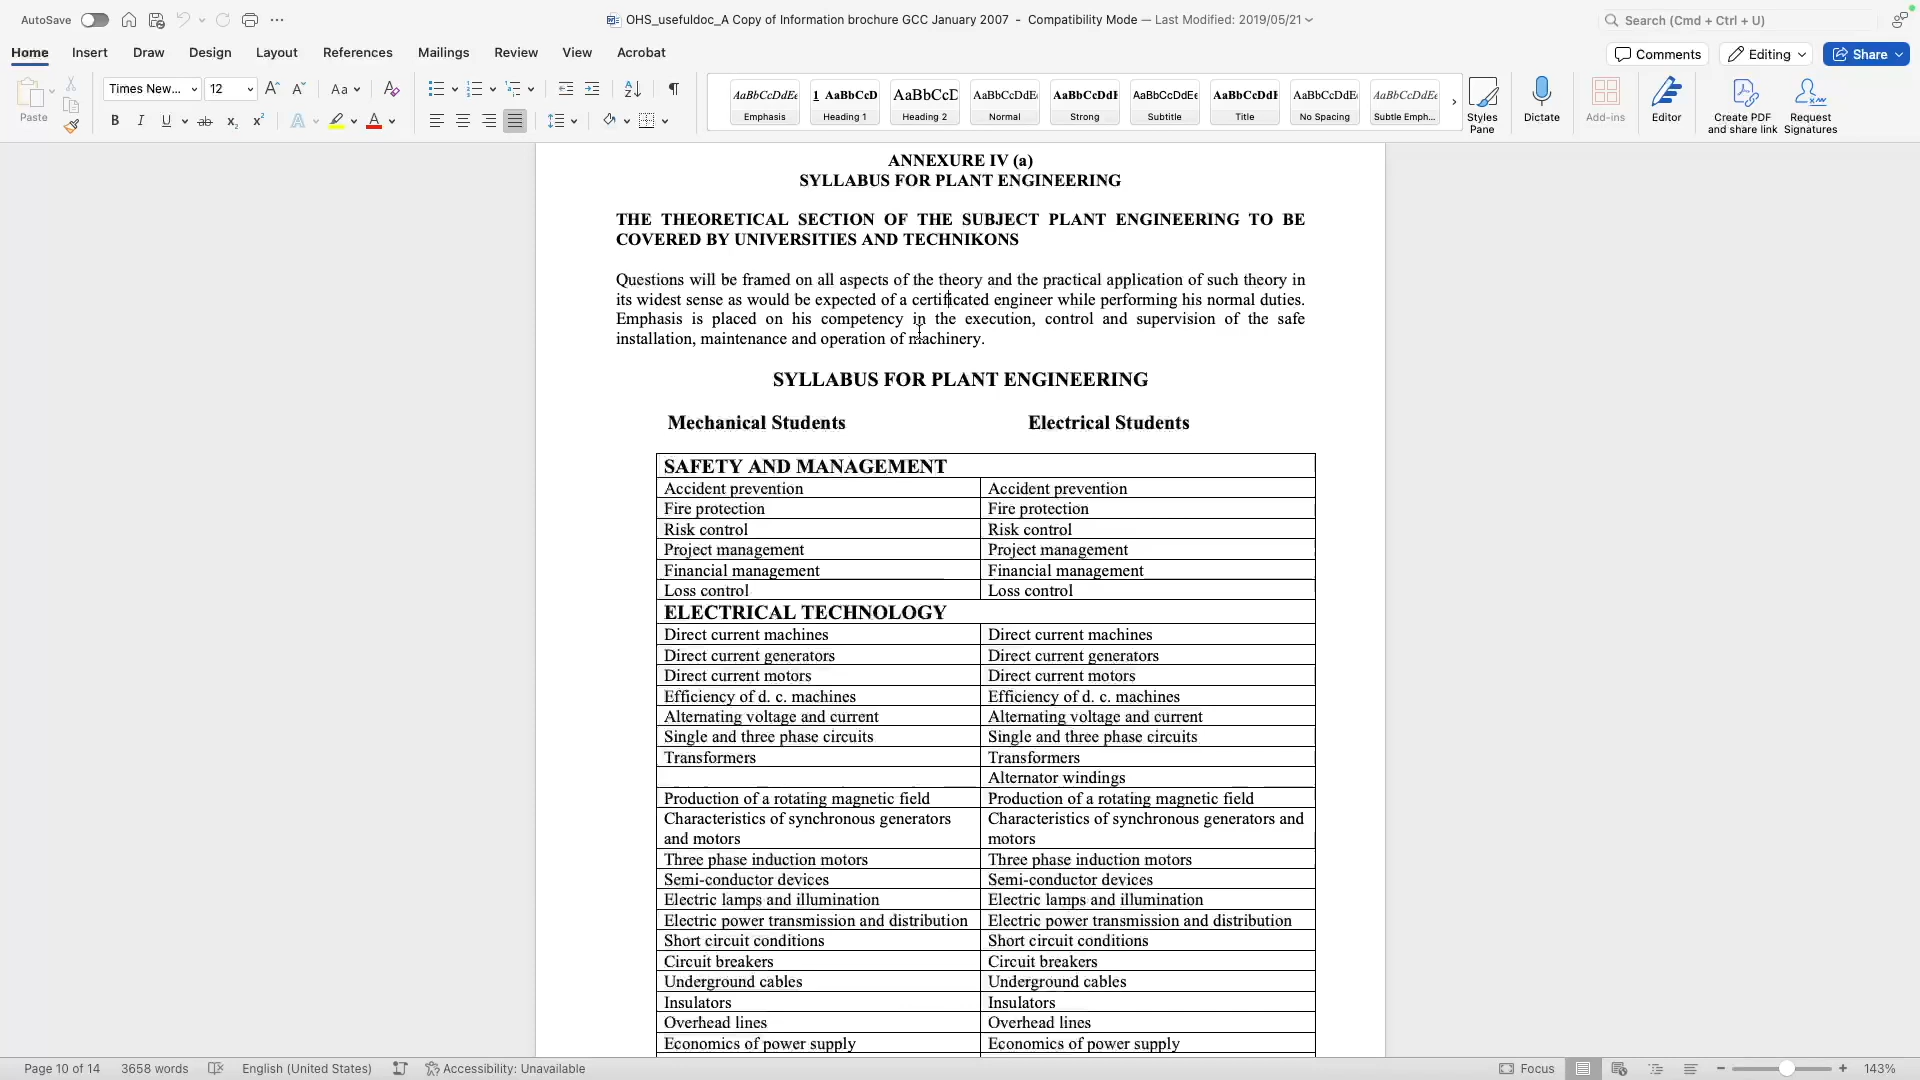 AutoSave
OHS_usefuldoc_A Copy of Information brochure GCC January 2007 - Compatibility Mode — Last Modified: 2019/05/21
Search (Cmd + Ctrl + U)
Home Insert Draw Design Layout References Mailings Review View Acrobat
Comments Editing Share
Paste
Times New... 12
AaBbCcDdEe
Emphasis
1 AaBbCcD
Heading 1
AaBbCcD
Heading 2
AaBbCcDdE
Normal
AaBbCcDdE
Strong
AaBbCcDdEe
Subtitle
AaBbCcDdE
Title
AaBbCcDdE
No Spacing
AaBbCcDdEe
Subtle Emph...
Styles
Pane
Dictate
Add-ins
Editor
Create PDF
and share link
Request
Signatures
ANNEXURE IV (a)
SYLLABUS FOR PLANT ENGINEERING
THE THEORETICAL SECTION OF THE SUBJECT PLANT ENGINEERING TO BE
COVERED BY UNIVERSITIES AND TECHNIKONS
Questions will be framed on all aspects of the theory and the practical application of such theory in
its widest sense as would be expected of a certificated engineer while performing his normal duties.
Emphasis is placed on his competency in the execution, control and supervision of the safe
installation, maintenance and operation of machinery.
SYLLABUS FOR PLANT ENGINEERING
Mechanical Students Electrical Students
SAFETY AND MANAGEMENT
Accident prevention Accident prevention
Fire protection Fire protection
Risk control Risk control
Project management Project management
Financial management Financial management
Loss control Loss control
ELECTRICAL TECHNOLOGY
Direct current machines Direct current machines
Direct current generators Direct current generators
Direct current motors Direct current motors
Efficiency of d. c. machines Efficiency of d. c. machines
Alternating voltage and current Alternating voltage and current
Single and three phase circuits Single and three phase circuits
Transformers Transformers
Alternator windings
Production of a rotating magnetic field Production of a rotating magnetic field
Characteristics of synchronous generators Characteristics of synchronous generators and
and motors motors
Three phase induction motors Three phase induction motors
Semi-conductor devices Semi-conductor devices
Electric lamps and illumination Electric lamps and illumination
Electric power transmission and distribution Electric power transmission and distribution
Short circuit conditions Short circuit conditions
Circuit breakers Circuit breakers
Underground cables Underground cables
Insulators Insulators
Overhead lines Overhead lines
Economics of power supply Economics of power supply
Page 10 of 14 3658 words English (United States) Accessibility: Unavailable Focus 143%